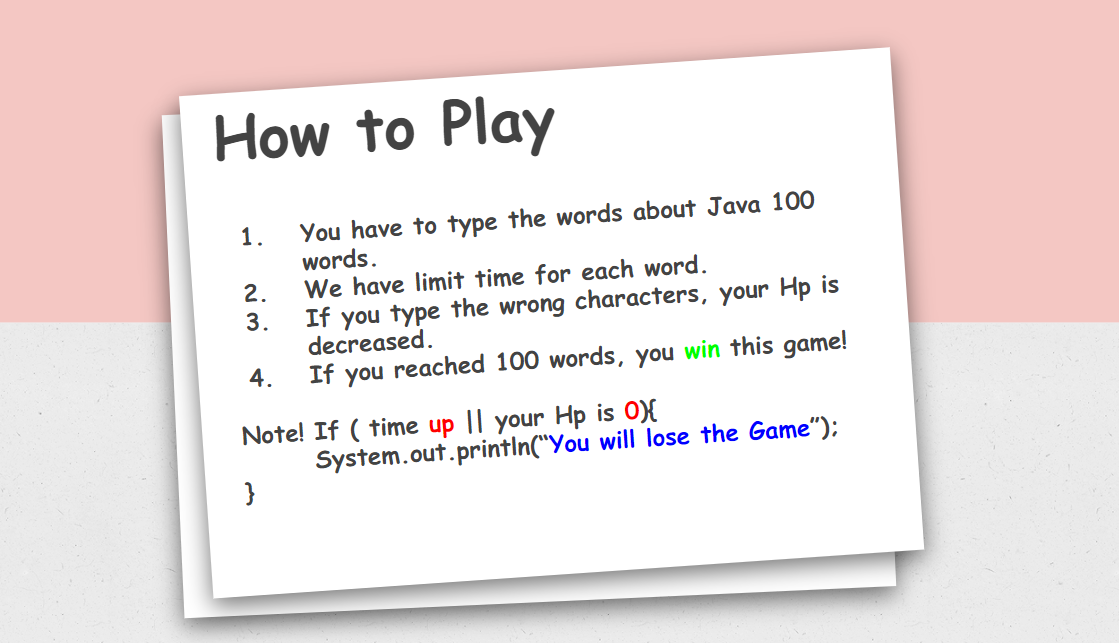 How to Play
1. You have to type the words about Java 100
words.
2. We have limit time for each word.
3. If you type the wrong characters, your Hp is
decreased.
4. If you reached 100 words, you win this game!
Note! If ( time up || your Hp is 0){
System.out.println(“You will lose the Game”);
}